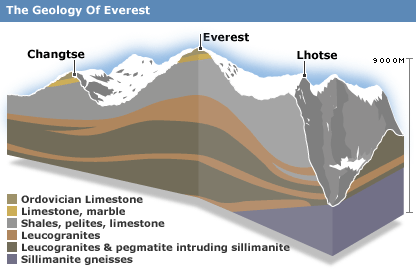 The Geology Of Everest
Everest
Changtse
Lhotse
9000M
Ordovician Limestone
Limestone, marble
Shales, pelites, limestone
Leucogranites
Leucogranites & pegmatite intruding sillimanite
Sillimanite gneisses